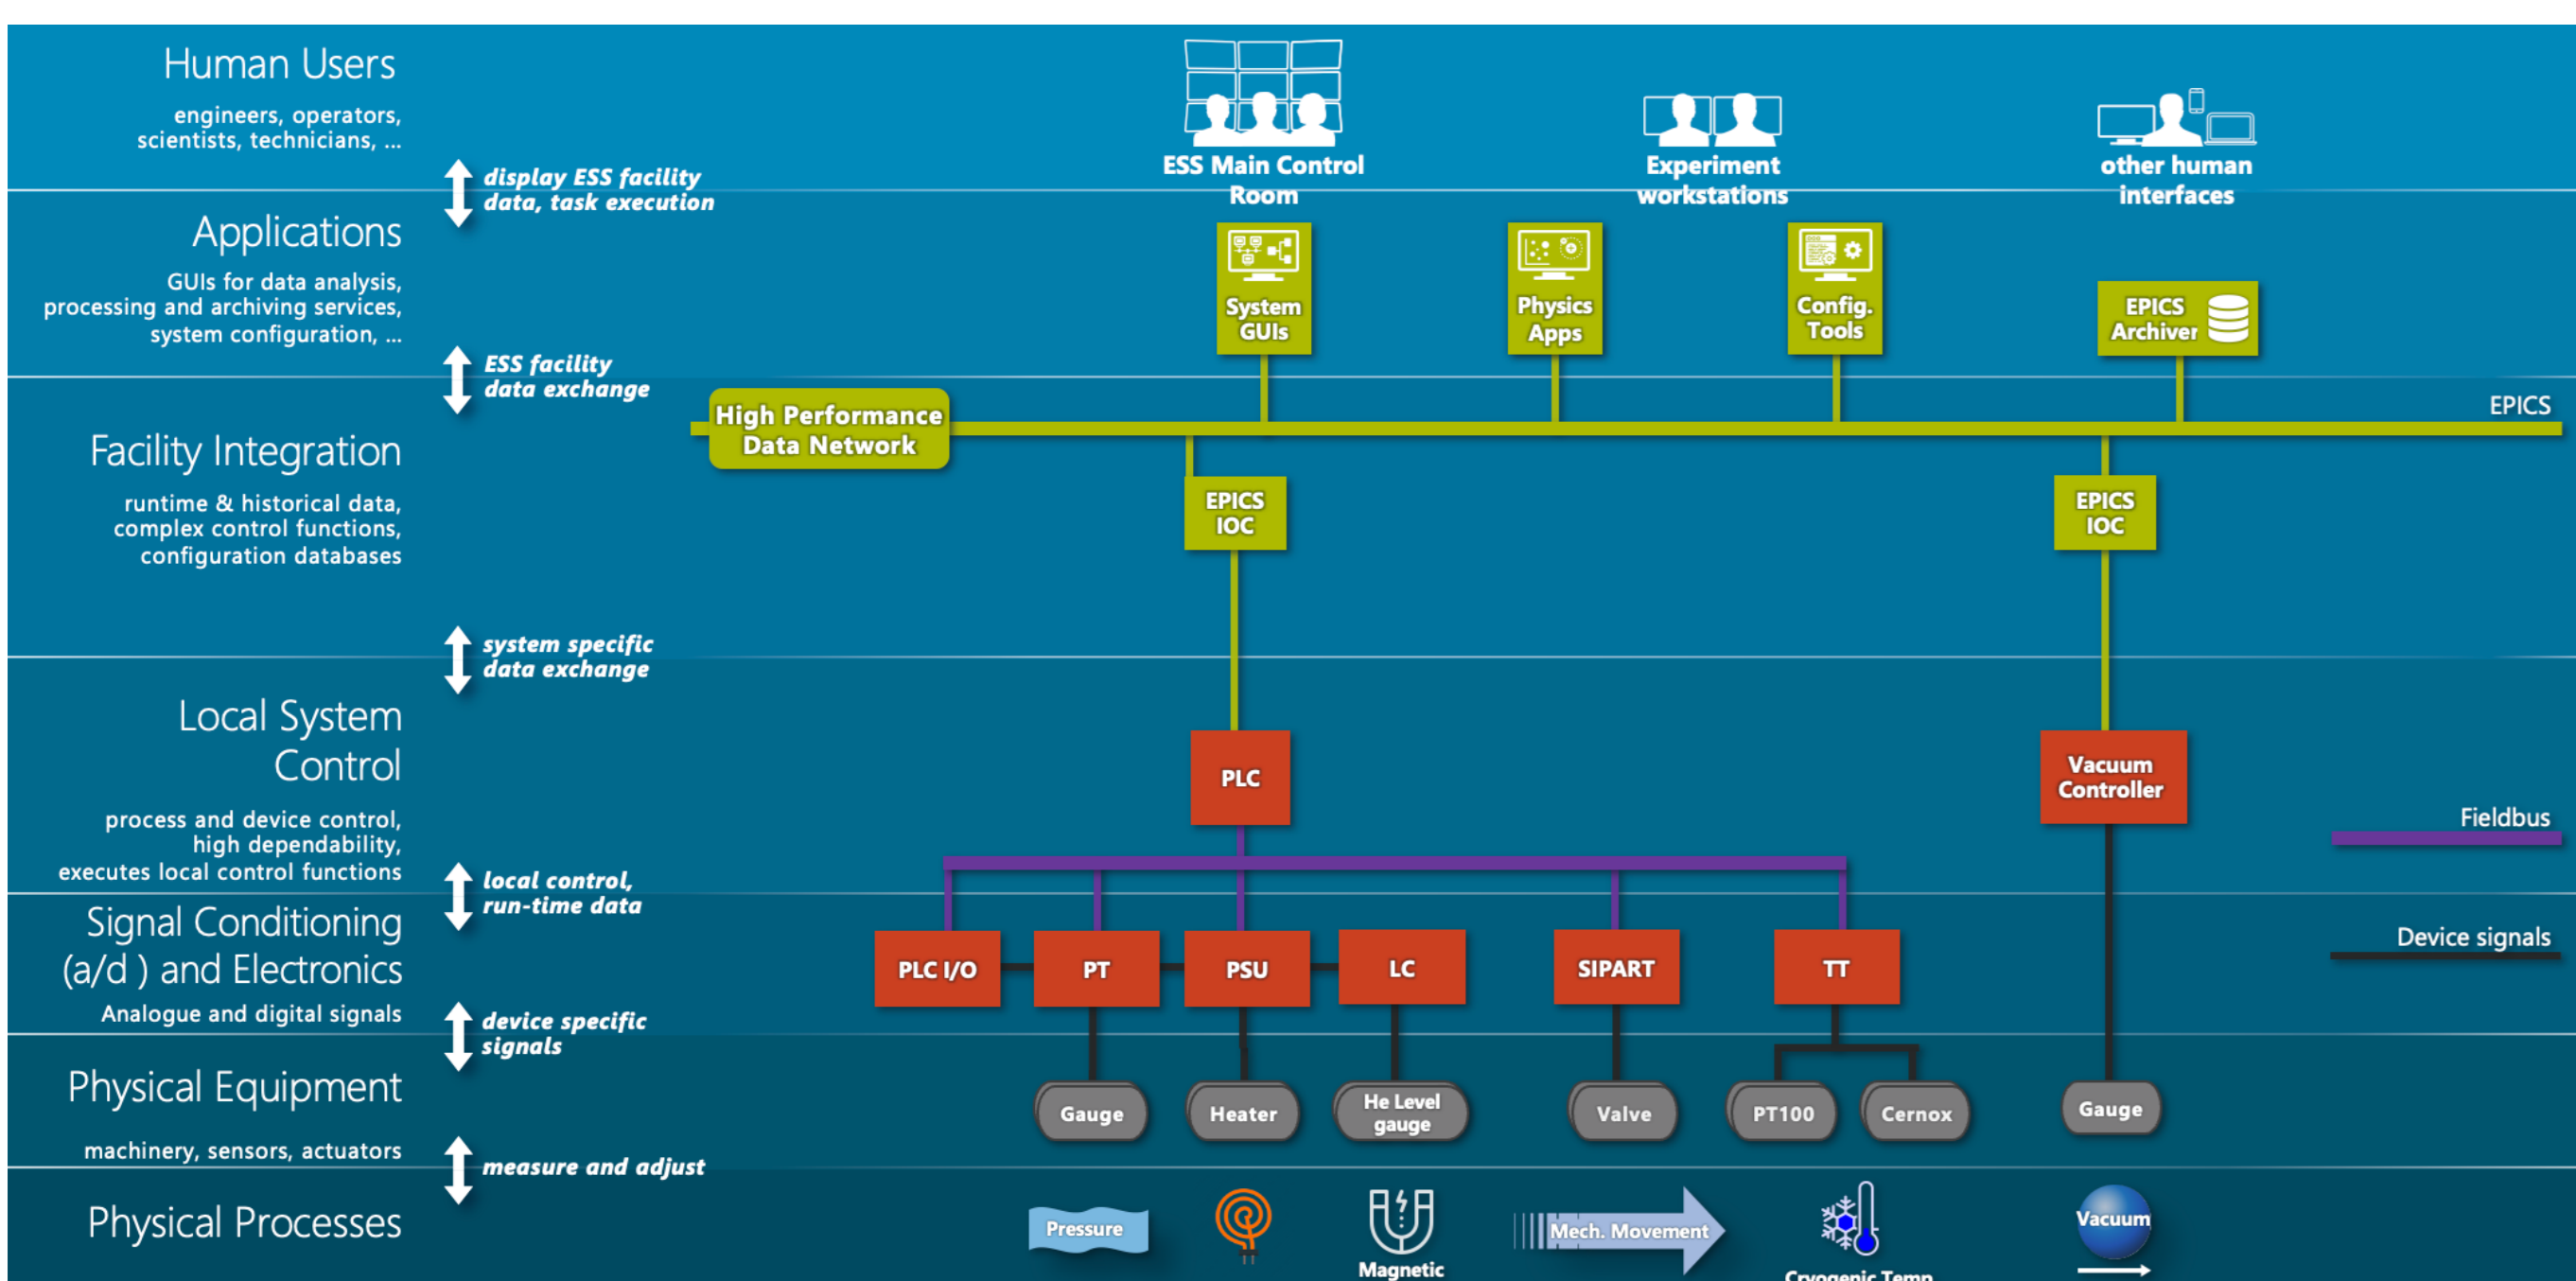 Human Users
engineers, operators,
scientists, technicians, ...
display ESS facility
data, task execution
ESS Main Control
Room
Experiment
workstations
other human
interfaces
Applications
GUIs for data analysis,
processing and archiving services,
system configuration, ...
System
GUIs
Physics
Apps
Config.
Tools
EPICS
Archiver
ESS facility
data exchange
High Performance
Data Network
EPICS
Facility Integration
runtime & historical data,
complex control functions,
configuration databases
EPICS
IOC
EPICS
IOC
system specific
data exchange
Local System
Control
process and device control,
high dependability,
executes local control functions
PLC
Vacuum
Controller
Fieldbus
local control,
run-time data
Signal Conditioning
(a/d ) and Electronics
Analogue and digital signals
PLC I/O
PT
PSU
LC
SIPART
TT
Device signals
device specific
signals
Physical Equipment
machinery, sensors, actuators
Gauge
Heater
He Level
gauge
Valve
PT100
Cernox
Gauge
measure and adjust
Physical Processes
Pressure
Magnetic
Mech. Movement
Cryogenic Temp
Vacuum